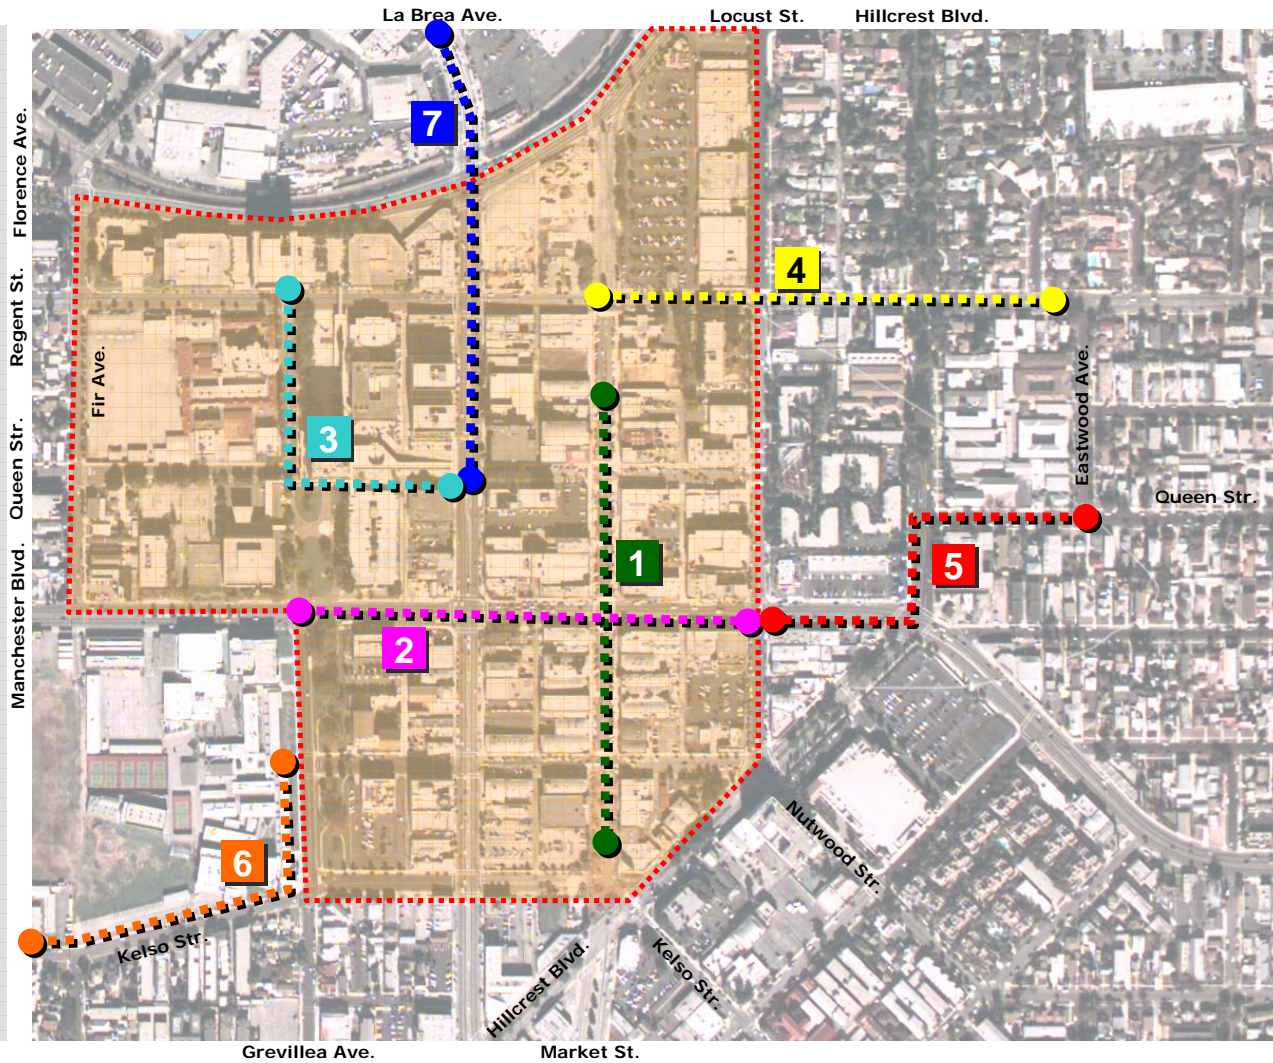 La Brea Ave.
Locust St.
Hillcrest Blvd.
Florence Ave.
7
Regent St.
4
Fir Ave.
Eastwood Ave.
3
Queen Str.
Queen Str.
Manchester Blvd.
1
5
2
6
Nutwood Str.
Kelso Str.
Hillcrest Blvd.
Kelso Str.
Grevillea Ave.
Market St.